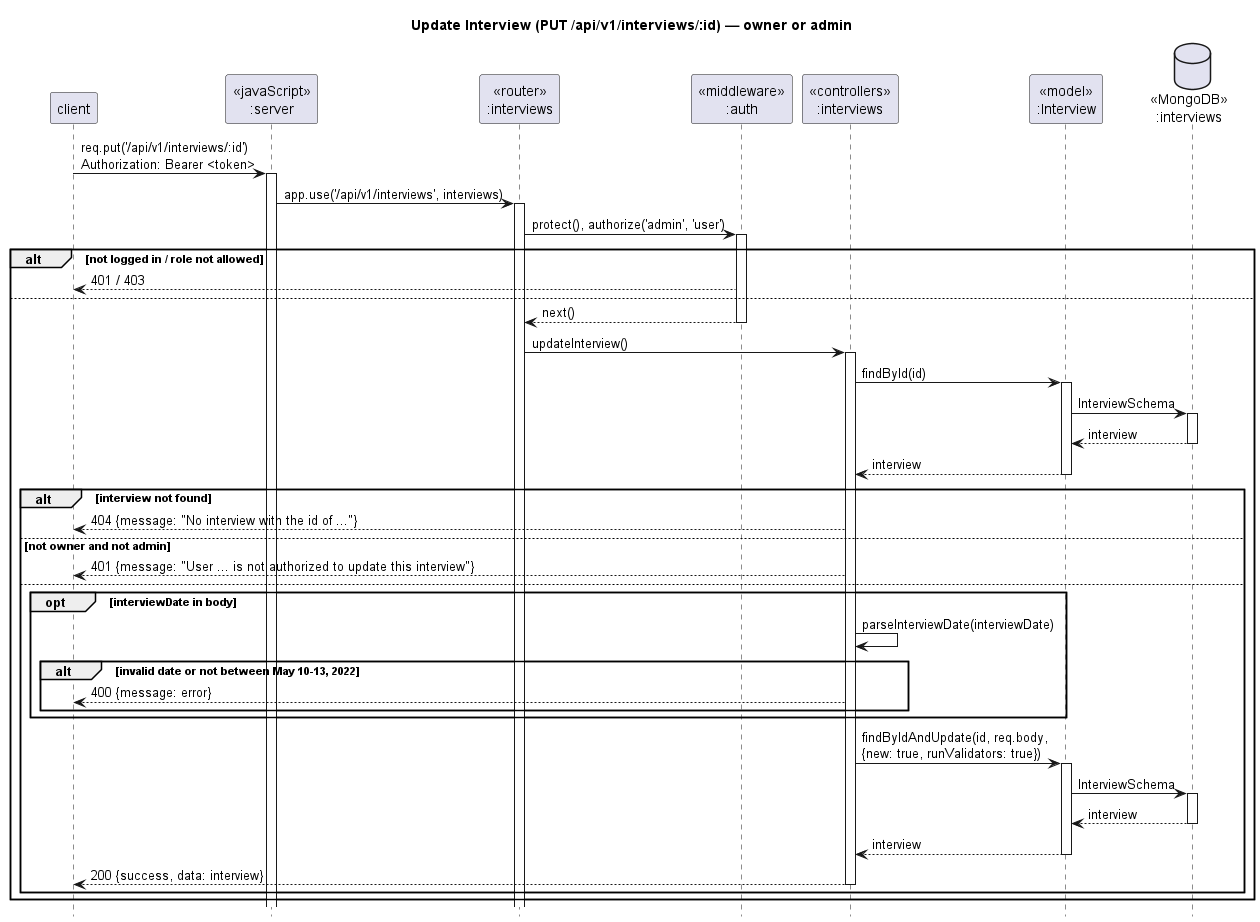 Update Interview (PUT /api/v1/interviews/:id) — owner or admin
client
«javaScript»
:server
«router»
:interviews
«middleware»
:auth
«controllers»
:interviews
«model»
:Interview
«MongoDB»
:interviews
req.put('/api/v1/interviews/:id')
Authorization: Bearer <token>
app.use('/api/v1/interviews', interviews)
protect(), authorize('admin', 'user')
alt [not logged in / role not allowed]
401 / 403
next()
updateInterview()
findById(id)
InterviewSchema
interview
interview
alt [interview not found]
404 {message: "No interview with the id of ..."}
[not owner and not admin]
401 {message: "User ... is not authorized to update this interview"}
opt [interviewDate in body]
parseInterviewDate(interviewDate)
alt [invalid date or not between May 10-13, 2022]
400 {message: error}
findByIdAndUpdate(id, req.body,
{new: true, runValidators: true})
InterviewSchema
interview
interview
200 {success, data: interview}